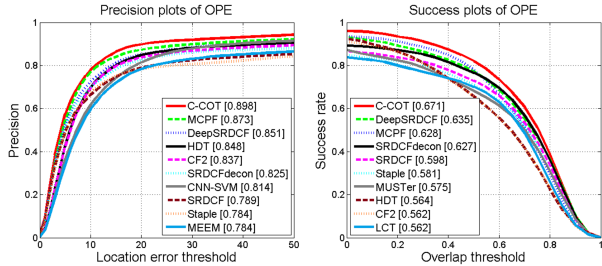 Precision plots of OPE
Precision
1
0.8
0.6
0.4
0.2
0
C-COT [0.898]
MCPF [0.873]
DeepSRDCF [0.851]
HDT [0.848]
CF2 [0.837]
SRDCFdecon [0.825]
CNN-SVM [0.814]
SRDCF [0.789]
Staple [0.784]
MEEM [0.784]
0 10 20 30 40 50
Location error threshold
Success plots of OPE
Success rate
1
0.8
0.6
0.4
0.2
0
C-COT [0.671]
DeepSRDCF [0.635]
MCPF [0.628]
SRDCFdecon [0.627]
SRDCF [0.598]
Staple [0.581]
MUSTer [0.575]
HDT [0.564]
CF2 [0.562]
LCT [0.562]
0 0.2 0.4 0.6 0.8 1
Overlap threshold